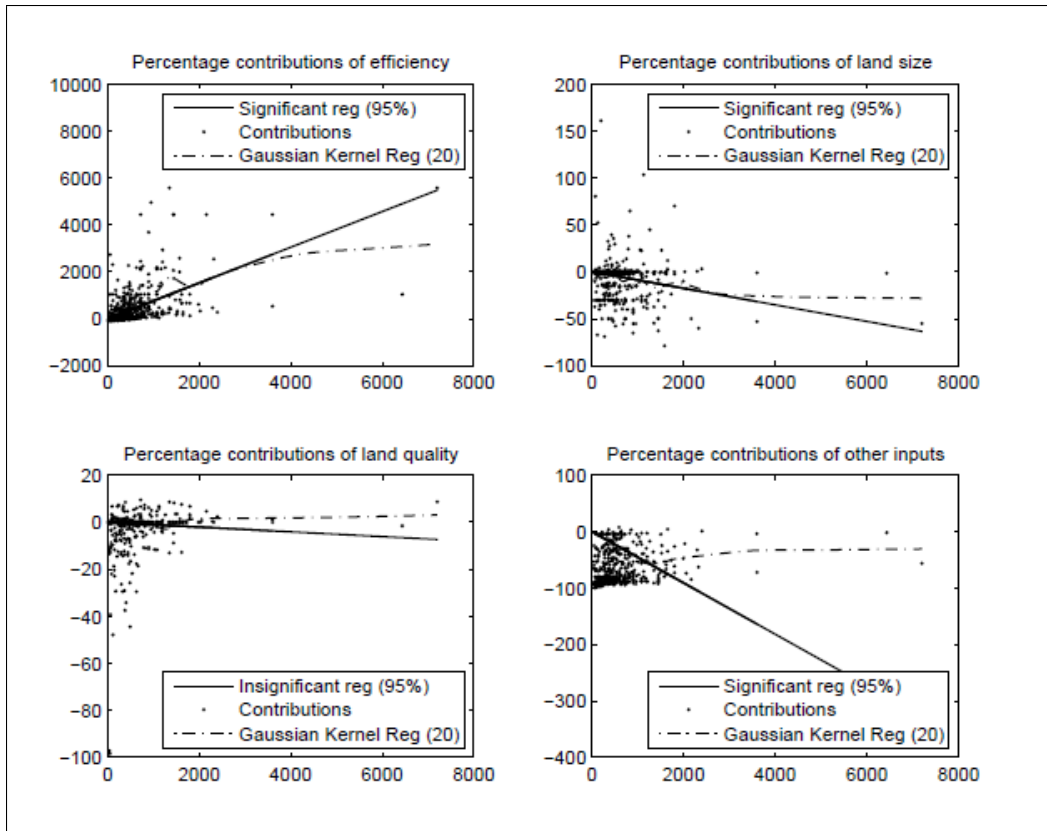 Percentage contributions of efficiency
10000
8000
6000
4000
2000
0
−2000
0 2000 4000 6000 8000
Significant reg (95%)
Contributions
Gaussian Kernel Reg (20)
Percentage contributions of land size
200
150
100
50
0
−50
−100
0 2000 4000 6000 8000
Significant reg (95%)
Contributions
Gaussian Kernel Reg (20)
Percentage contributions of land quality
20
0
−20
−40
−60
−80
−100
0 2000 4000 6000 8000
Insignificant reg (95%)
Contributions
Gaussian Kernel Reg (20)
Percentage contributions of other inputs
100
0
−100
−200
−300
−400
0 2000 4000 6000 8000
Significant reg (95%)
Contributions
Gaussian Kernel Reg (20)